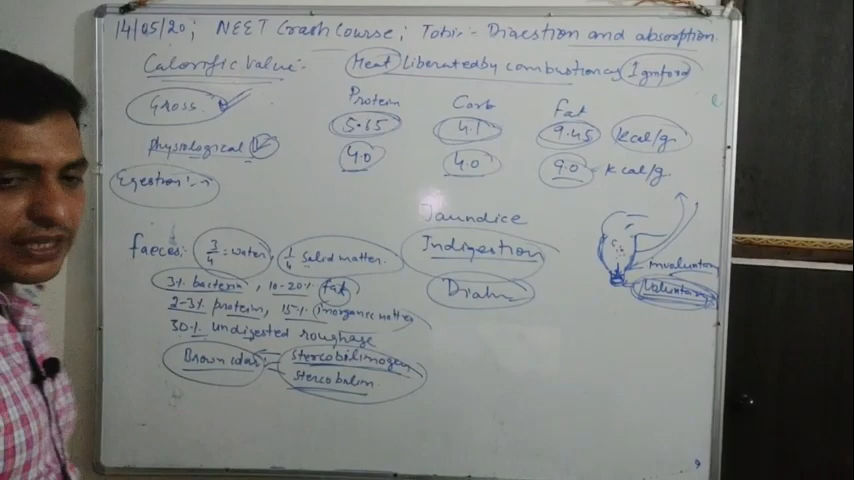 14/05/20; NEET Crash Course; Tobic:- Digestion and absorption.
Calorific value:- Heat liberated by combustion of 1gm food
Protein Carb Fat
Gross 5.65 4.1 9.45 kcal/g.
physiological 4.0 4.0 9.0 kcal/g.
Egestion:-
Jaundice
faeces:- 3/4 = water, 1/4 Solid matter. Indigestion
involuntary
3% bacteria, 10-20% fat Diahr
voluntary
2-3% protein, 15% inorganic matter
30% undigested roughage
Brown color stercobilinogen
stercobalin